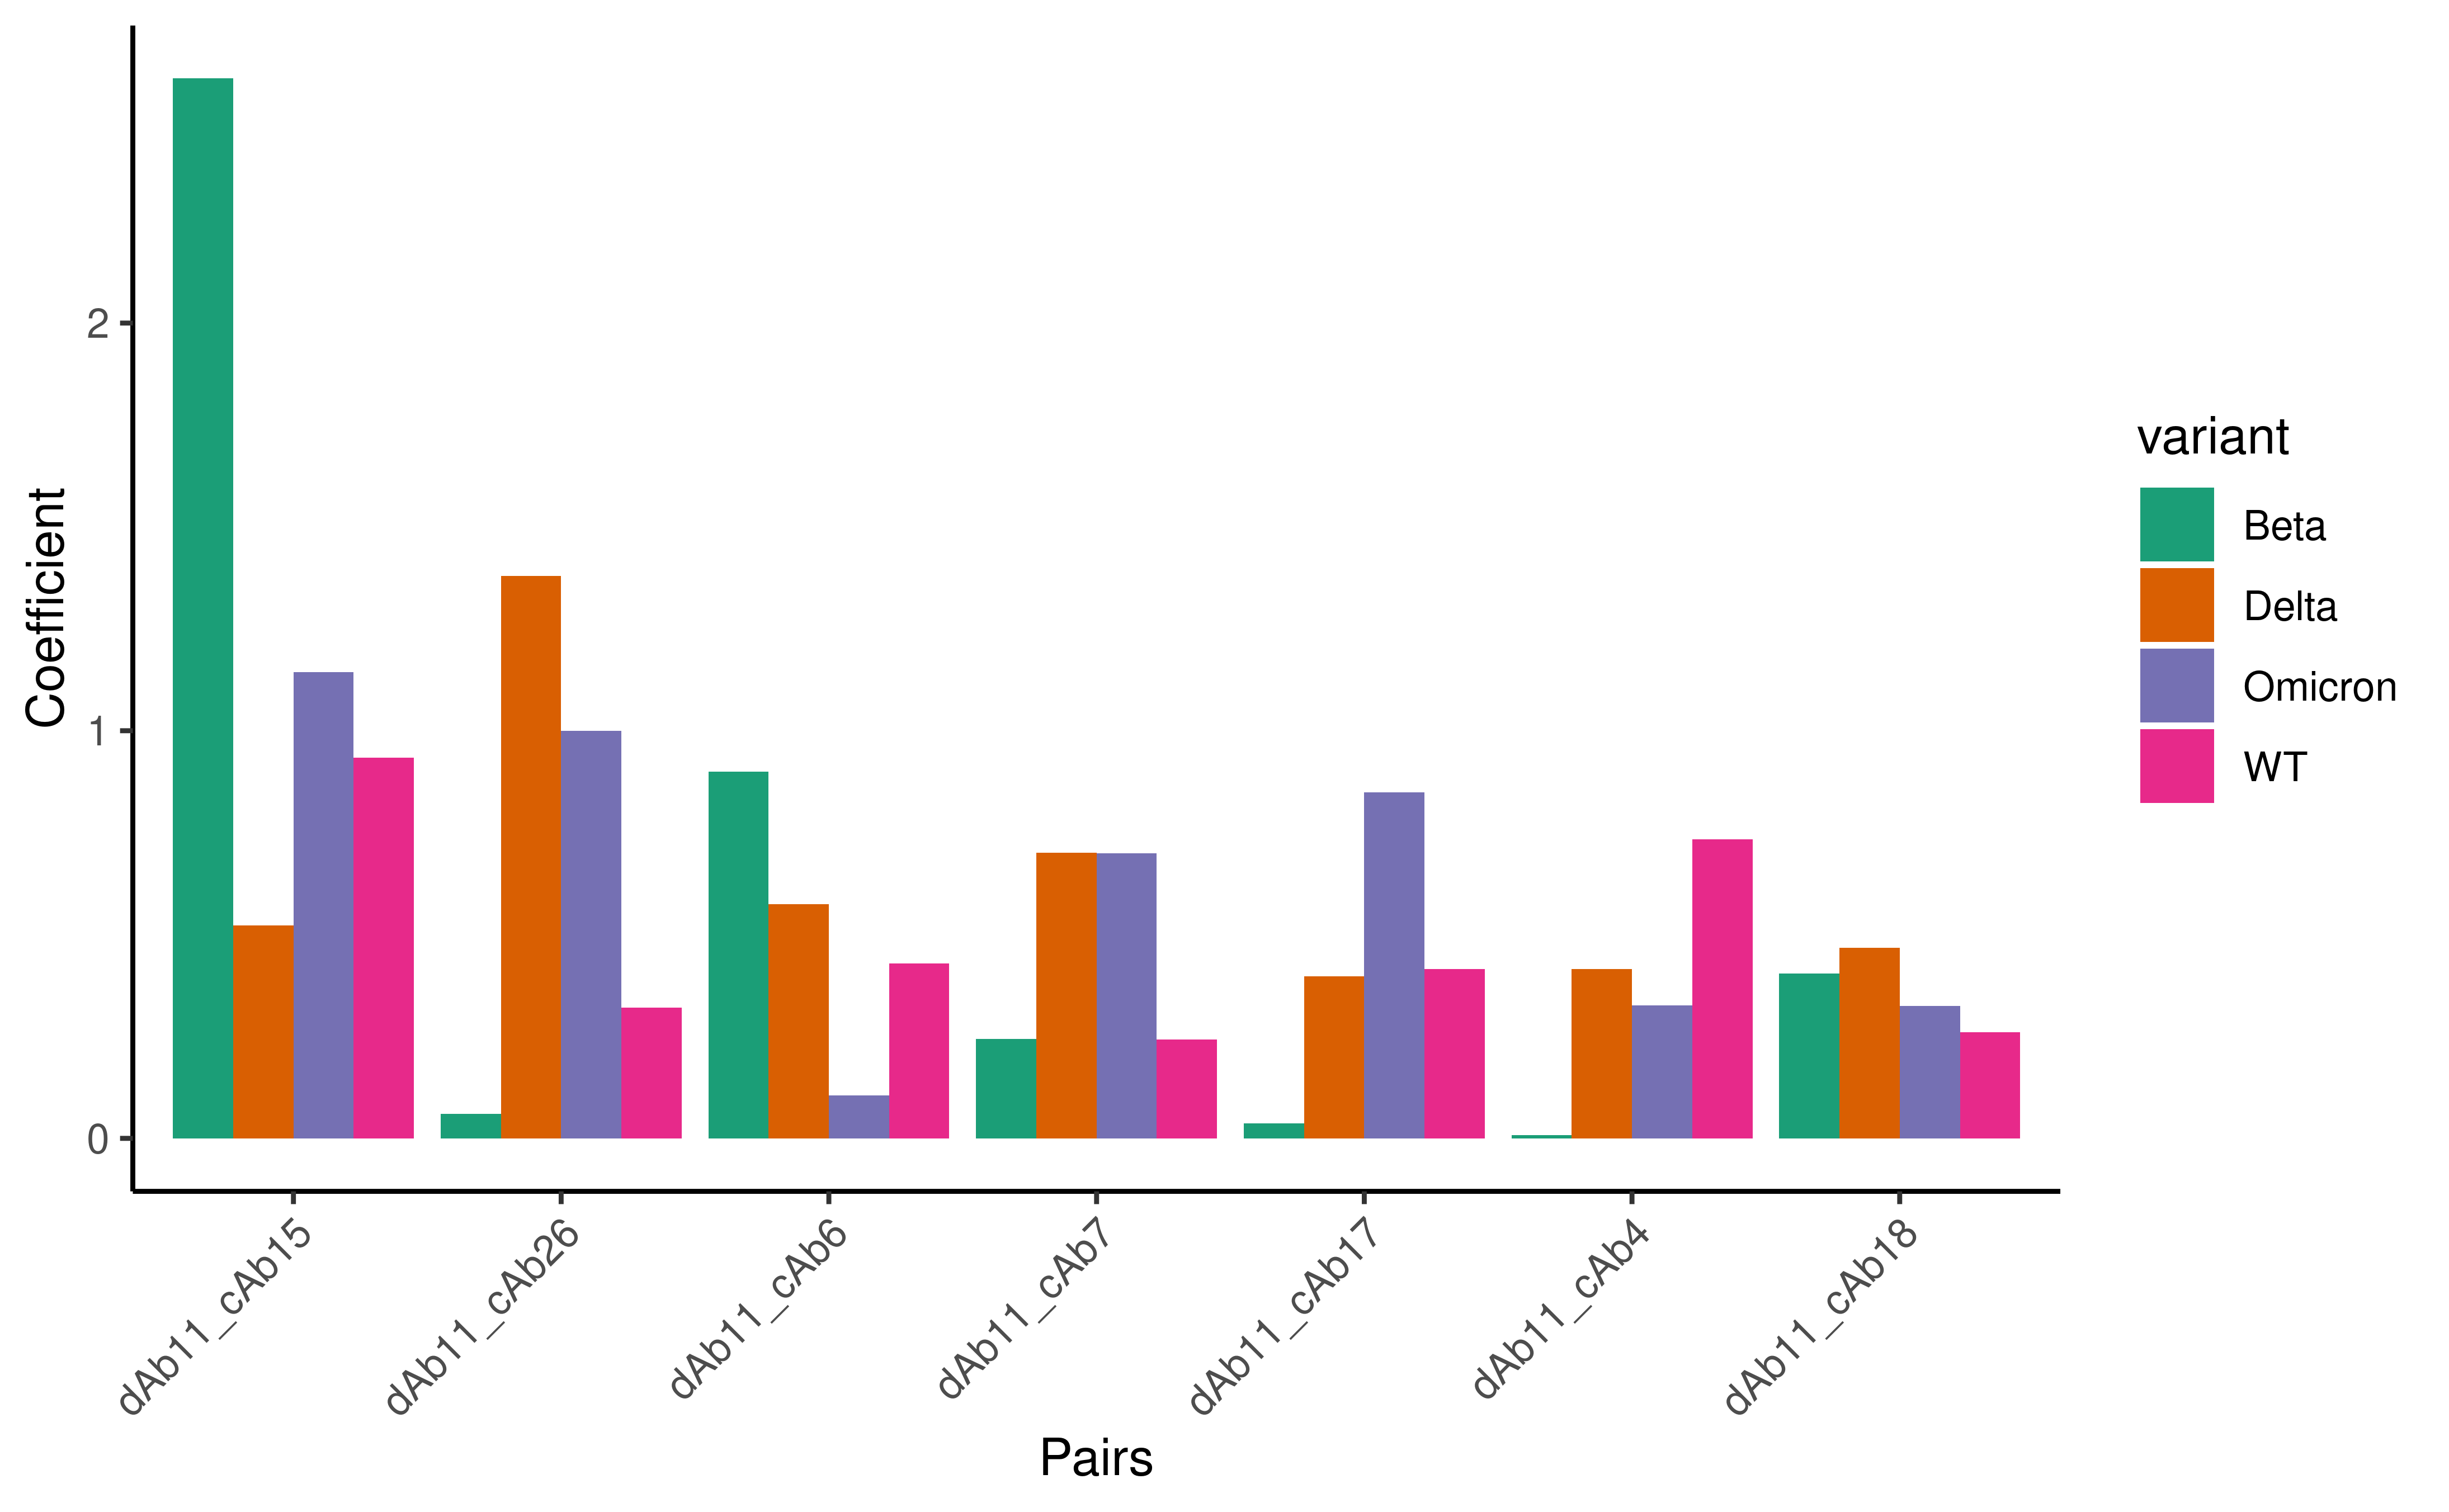 Coefficient
2
1
0
dAb11_cAb15
dAb11_cAb26
dAb11_cAb6
dAb11_cAb7
dAb11_cAb17
dAb11_cAb4
dAb11_cAb18
Pairs
variant
Beta
Delta
Omicron
WT